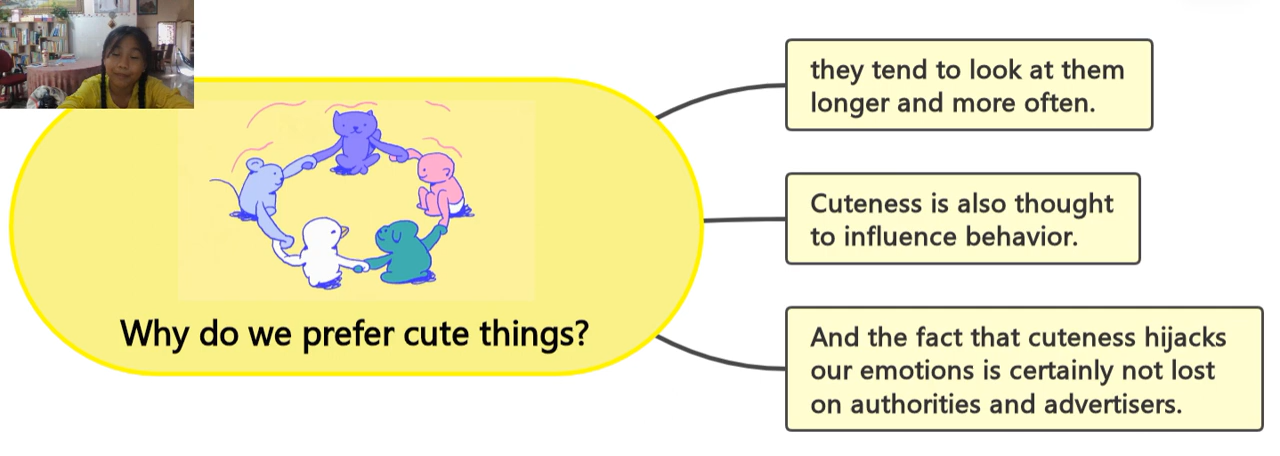 Why do we prefer cute things?
they tend to look at them
longer and more often.
Cuteness is also thought
to influence behavior.
And the fact that cuteness hijacks
our emotions is certainly not lost
on authorities and advertisers.